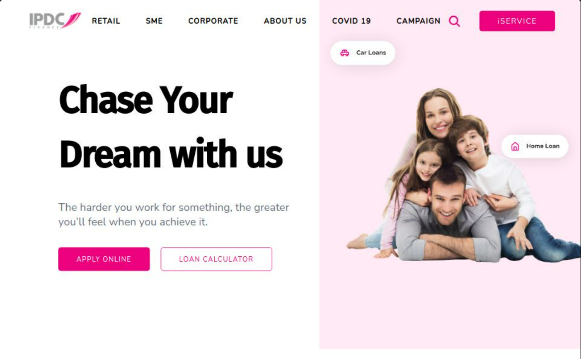 IPDC RETAIL SME CORPORATE ABOUT US COVID 19 CAMPAIGN iSERVICE
Car Loans
Chase Your
Dream with us
Home Loan
The harder you work for something, the greater
you'll feel when you achieve it.
APPLY ONLINE LOAN CALCULATOR